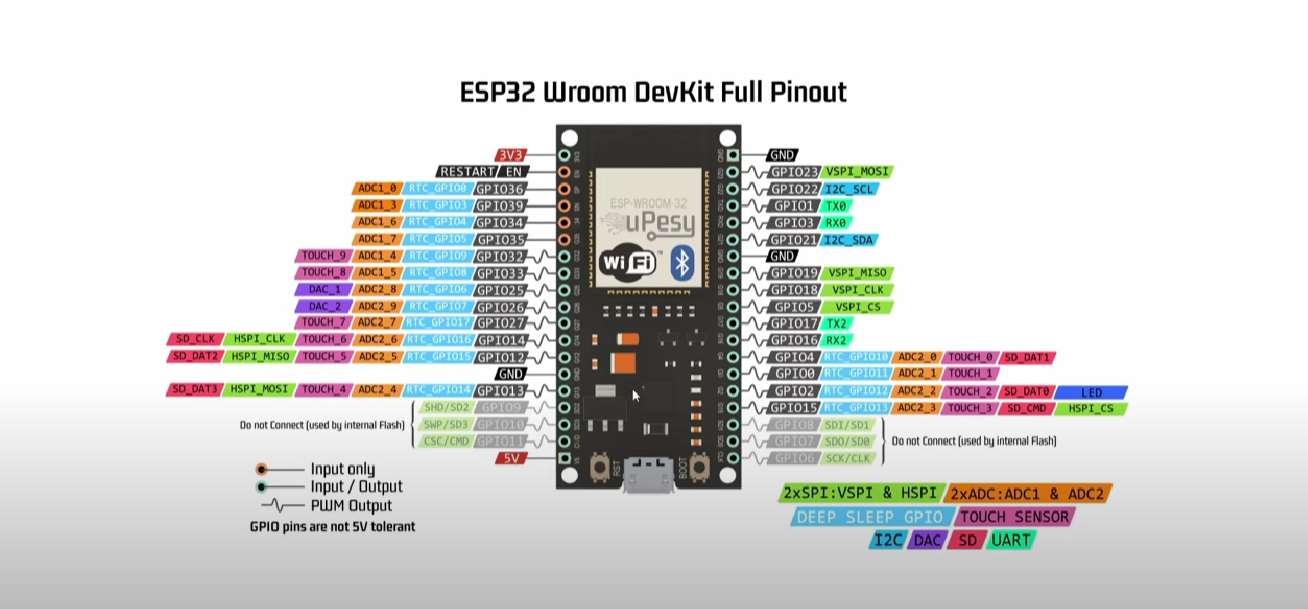 ESP32 Wroom DevKit Full Pinout
3V3
RESTART EN
ADC1_0 RTC_GPIO0 GPIO36
ADC1_3 RTC_GPIO3 GPIO39
ADC1_6 RTC_GPIO4 GPIO34
ADC1_7 RTC_GPIO5 GPIO35
TOUCH_9 ADC1_4 RTC_GPIO9 GPIO32
TOUCH_8 ADC1_5 RTC_GPIO8 GPIO33
DAC_1 ADC2_8 RTC_GPIO6 GPIO25
DAC_2 ADC2_9 RTC_GPIO7 GPIO26
TOUCH_7 ADC2_7 RTC_GPIO17 GPIO27
SD_CLK HSPI_CLK TOUCH_6 ADC2_6 RTC_GPIO16 GPIO14
SD_DAT2 HSPI_MISO TOUCH_5 ADC2_5 RTC_GPIO15 GPIO12
GND
SD_DAT3 HSPI_MOSI TOUCH_4 ADC2_4 RTC_GPIO14 GPIO13
SHD/SD2 GPIO9
SWP/SD3 GPIO10
CSC/CMD GPIO11
Do not Connect (used by internal Flash)
5V
ESP-WROOM-32
uPesy
WiFi
RST
BOOT
GND
GPIO23 VSPI_MOSI
GPIO22 I2C_SCL
GPIO1 TX0
GPIO3 RX0
GPIO21 I2C_SDA
GND
GPIO19 VSPI_MISO
GPIO18 VSPI_CLK
GPIO5 VSPI_CS
GPIO17 TX2
GPIO16 RX2
GPIO4 RTC_GPIO10 ADC2_0 TOUCH_0 SD_DAT1
GPIO0 RTC_GPIO11 ADC2_1 TOUCH_1
GPIO2 RTC_GPIO12 ADC2_2 TOUCH_2 SD_DAT0 LED
GPIO15 RTC_GPIO13 ADC2_3 TOUCH_3 SD_CMD HSPI_CS
GPIO8 SDI/SD1
GPIO7 SDO/SD0
GPIO6 SCK/CLK
Do not Connect (used by internal Flash)
Input only
Input / Output
PWM Output
GPIO pins are not 5V tolerant
2xSPI:VSPI & HSPI 2xADC:ADC1 & ADC2
DEEP SLEEP GPIO TOUCH SENSOR
I2C DAC SD UART